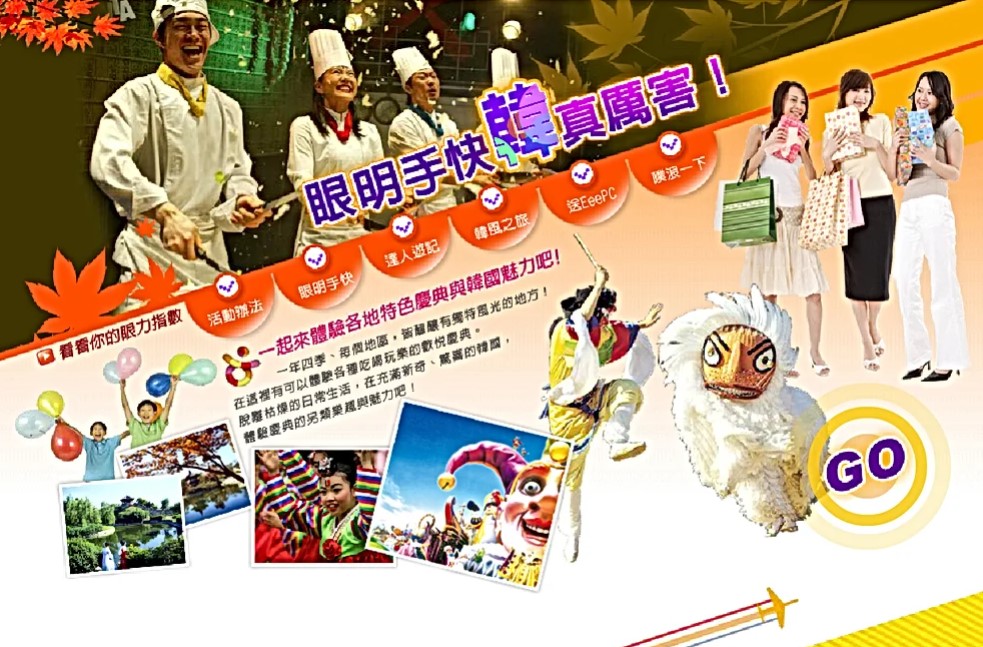 眼明手快韓真厲害！
活動辦法
眼明手快
達人遊記
韓風之旅
送EeePC
噗浪一下
看看你的眼力指數
一起來體驗各地特色慶典與韓國魅力吧！
一年四季、每個地區，皆醞釀有獨特風光的地方！
在這裡有可以體驗各種吃喝玩樂的歡悅慶典。
脫離枯燥的日常生活，在充滿新奇、驚喜的韓國，
體驗慶典的另類樂趣與魅力吧！
GO